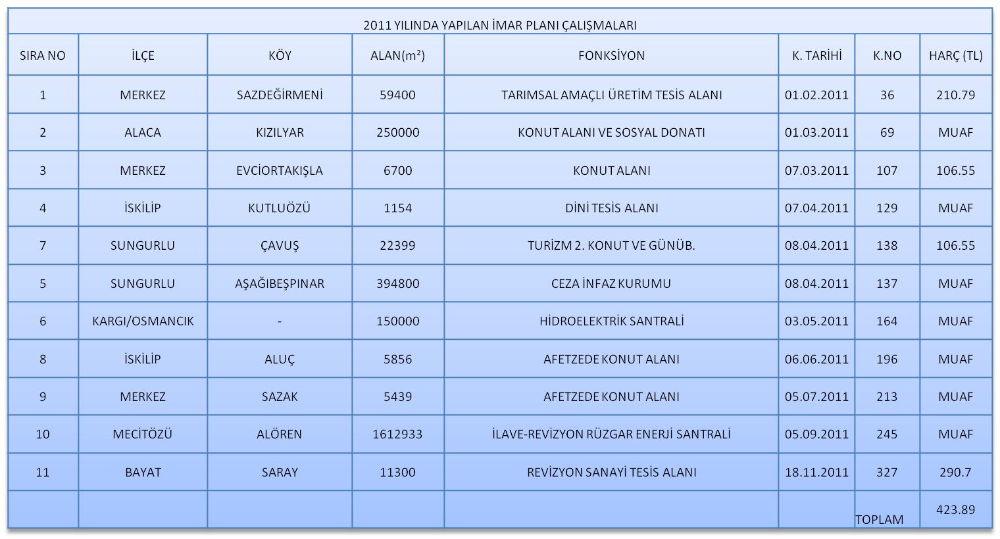 2011 YILINDA YAPILAN İMAR PLANI ÇALIŞMALARI
SIRA NO İLÇE KÖY ALAN(m²) FONKSİYON K. TARİHİ K.NO HARÇ (TL)
1 MERKEZ SAZDEĞİRMENİ 59400 TARIMSAL AMAÇLI ÜRETİM TESİS ALANI 01.02.2011 36 210.79
2 ALACA KIZILYAR 250000 KONUT ALANI VE SOSYAL DONATI 01.03.2011 69 MUAF
3 MERKEZ EVCİORTAKIŞLA 6700 KONUT ALANI 07.03.2011 107 106.55
4 İSKİLİP KUTLUÖZÜ 1154 DİNİ TESİS ALANI 07.04.2011 129 MUAF
7 SUNGURLU ÇAVUŞ 22399 TURİZM 2. KONUT VE GÜNÜB. 08.04.2011 138 106.55
5 SUNGURLU AŞAĞIBEŞPINAR 394800 CEZA İNFAZ KURUMU 08.04.2011 137 MUAF
6 KARGI/OSMANCIK - 150000 HİDROELEKTRİK SANTRALİ 03.05.2011 164 MUAF
8 İSKİLİP ALUÇ 5856 AFETZEDE KONUT ALANI 06.06.2011 196 MUAF
9 MERKEZ SAZAK 5439 AFETZEDE KONUT ALANI 05.07.2011 213 MUAF
10 MECİTÖZÜ ALÖREN 1612933 İLAVE-REVİZYON RÜZGAR ENERJİ SANTRALİ 05.09.2011 245 MUAF
11 BAYAT SARAY 11300 REVİZYON SANAYİ TESİS ALANI 18.11.2011 327 290.7
TOPLAM 423.89